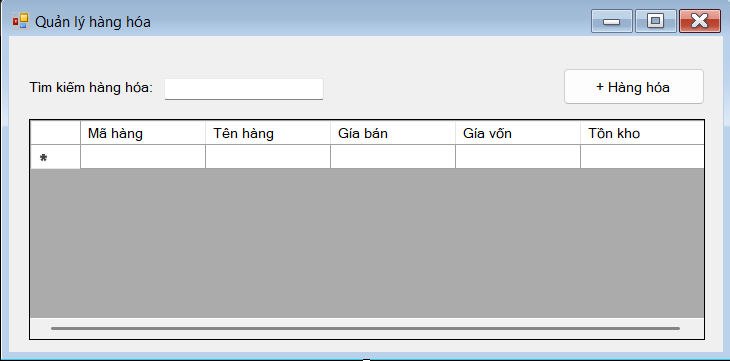 Quản lý hàng hóa
Tìm kiếm hàng hóa:
+ Hàng hóa
Mã hàng Tên hàng Gía bán Gía vốn Tồn kho
*